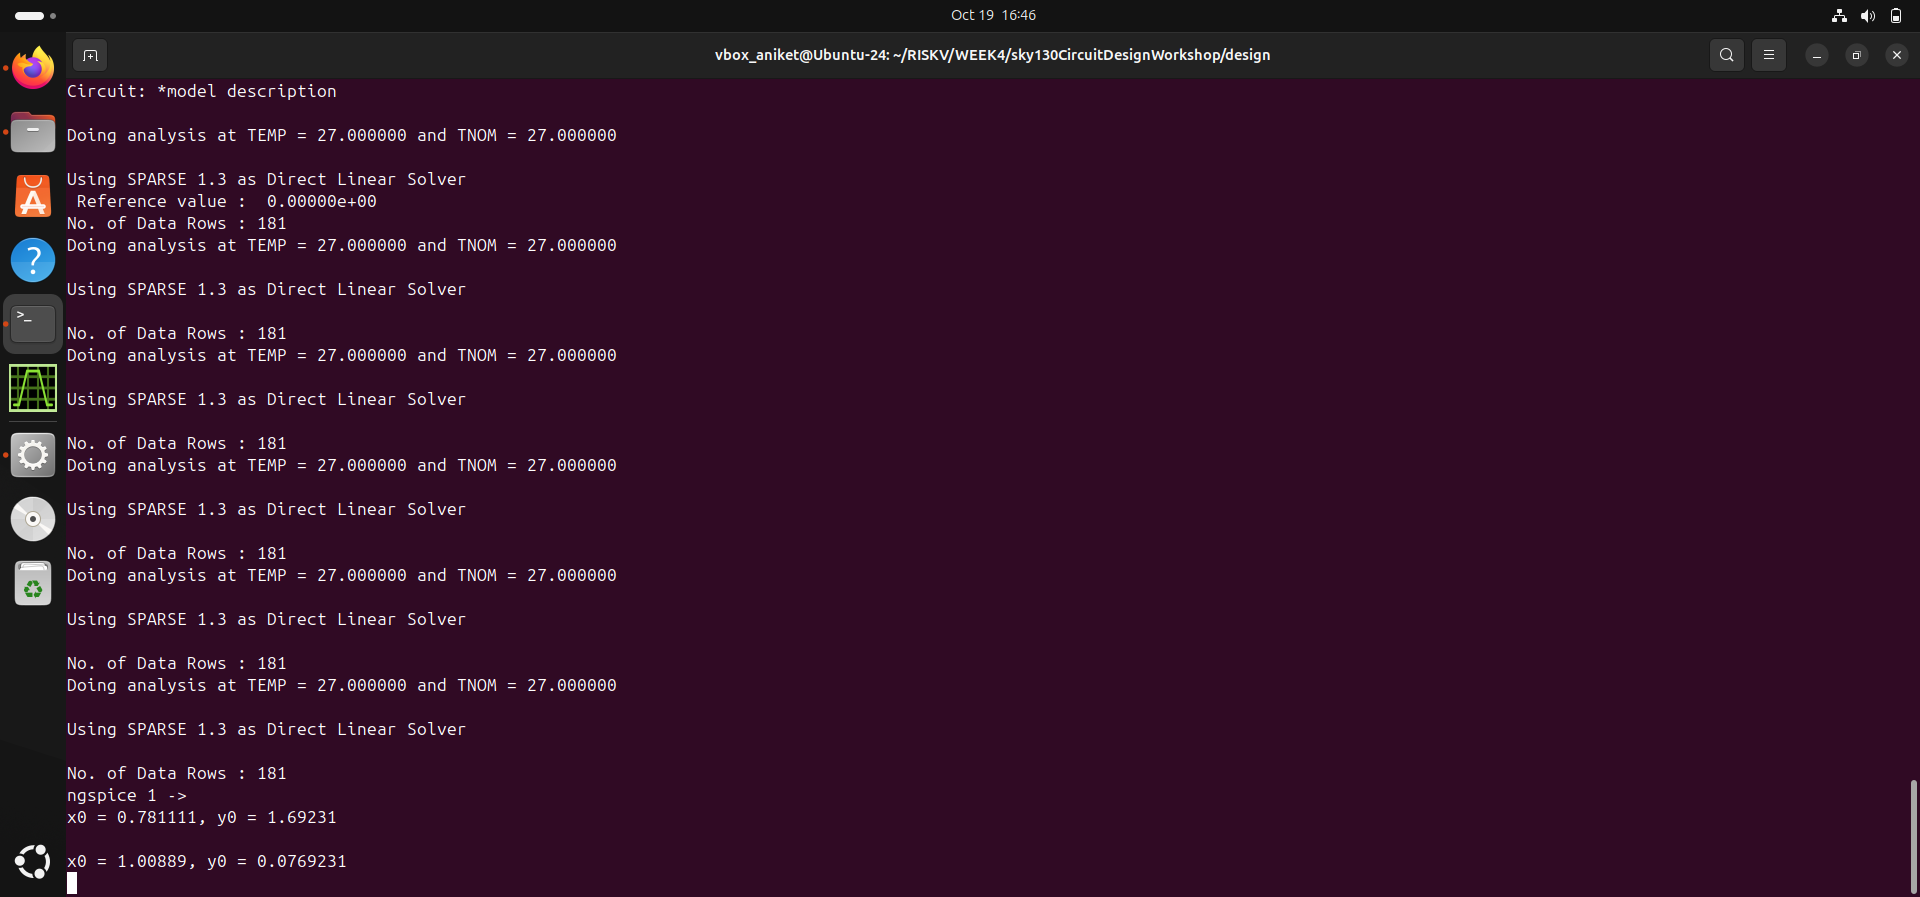 Oct 19 16:46
vbox_aniket@Ubuntu-24: ~/RISKV/WEEK4/sky130CircuitDesignWorkshop/design
Circuit: *model description
Doing analysis at TEMP = 27.000000 and TNOM = 27.000000
Using SPARSE 1.3 as Direct Linear Solver
Reference value :  0.00000e+00
No. of Data Rows : 181
Doing analysis at TEMP = 27.000000 and TNOM = 27.000000
Using SPARSE 1.3 as Direct Linear Solver
No. of Data Rows : 181
Doing analysis at TEMP = 27.000000 and TNOM = 27.000000
Using SPARSE 1.3 as Direct Linear Solver
No. of Data Rows : 181
Doing analysis at TEMP = 27.000000 and TNOM = 27.000000
Using SPARSE 1.3 as Direct Linear Solver
No. of Data Rows : 181
Doing analysis at TEMP = 27.000000 and TNOM = 27.000000
Using SPARSE 1.3 as Direct Linear Solver
No. of Data Rows : 181
Doing analysis at TEMP = 27.000000 and TNOM = 27.000000
Using SPARSE 1.3 as Direct Linear Solver
No. of Data Rows : 181
ngspice 1 ->
x0 = 0.781111, y0 = 1.69231
x0 = 1.00889, y0 = 0.0769231